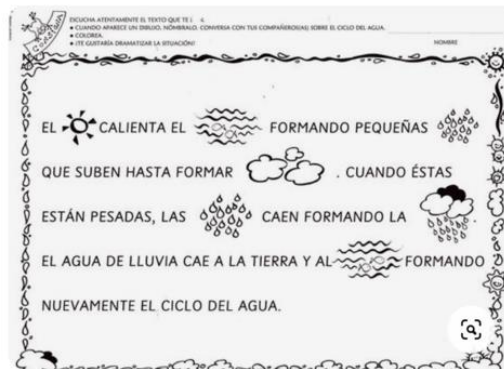 ESCUCHA ATENTAMENTE EL TEXTO QUE TE
• CUANDO APARECE UN DIBUJO, NÓMBRALO. CONVERSA CON TUS COMPAÑEROS(AS) SOBRE EL CICLO DEL AGUA.
• COLOREA.
• ¿TE GUSTARÍA DRAMATIZAR LA SITUACIÓN?
NOMBRE
EL CALIENTA EL FORMANDO PEQUEÑAS
QUE SUBEN HASTA FORMAR . CUANDO ÉSTAS
ESTÁN PESADAS, LAS CAEN FORMANDO LA
EL AGUA DE LLUVIA CAE A LA TIERRA Y AL FORMANDO
NUEVAMENTE EL CICLO DEL AGUA.